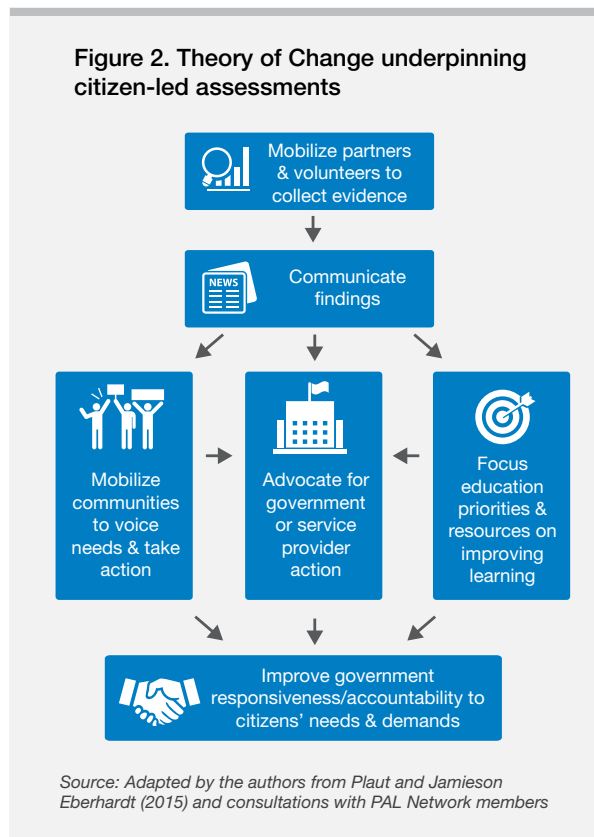 Figure 2. Theory of Change underpinning
citizen-led assessments
Mobilize partners
& volunteers to
collect evidence
NEWS
Communicate
findings
Mobilize
communities
to voice
needs & take
action
Advocate for
government
or service
provider
action
Focus
education
priorities &
resources on
improving
learning
Improve government
responsiveness/accountability to
citizens’ needs & demands
Source: Adapted by the authors from Plaut and Jamieson
Eberhardt (2015) and consultations with PAL Network members